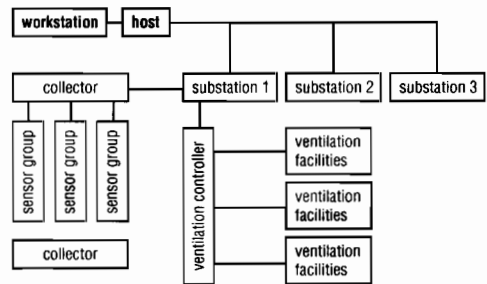 workstation
host
collector
substation 1
substation 2
substation 3
sensor group
sensor group
sensor group
ventilation controller
ventilation
facilities
ventilation
facilities
ventilation
facilities
collector